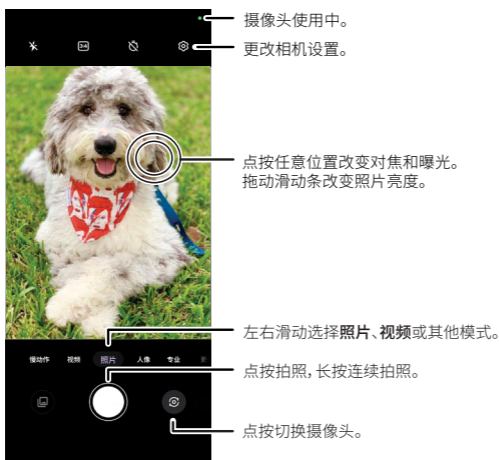 摄像头使用中。
3:4
更改相机设置。
点按任意位置改变对焦和曝光。
拖动滑动条改变照片亮度。
左右滑动选择照片、视频或其他模式。
慢动作 视频 照片 人像 专业
点按拍照，长按连续拍照。
点按切换摄像头。